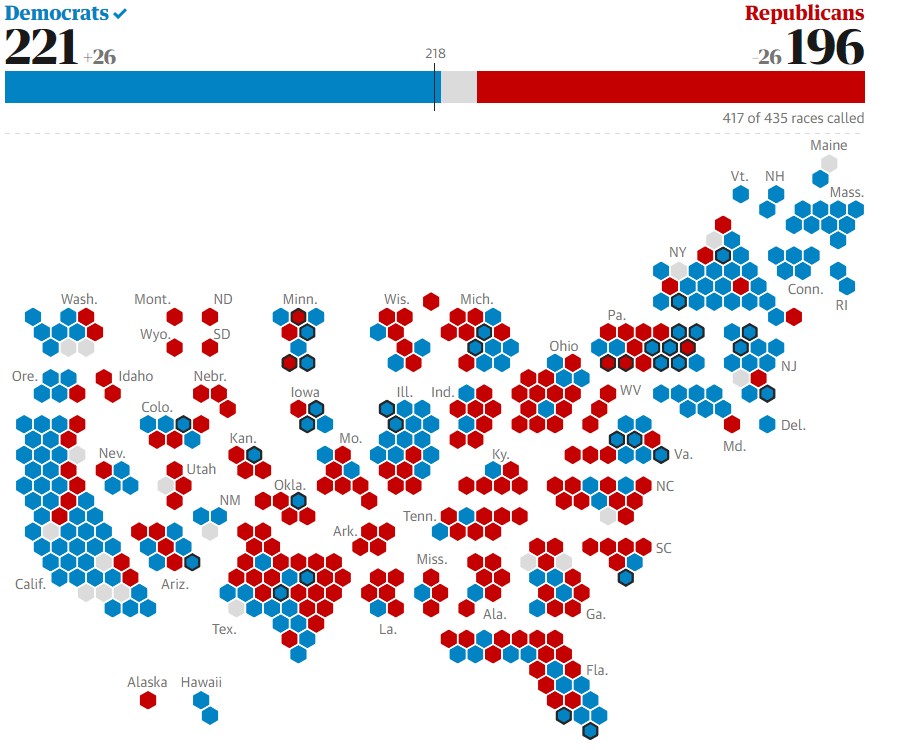 Democrats ✓ Republicans
221 +26 -26 196
218
417 of 435 races called
Maine
Vt. NH
Mass.
NY
Conn.
RI
Wash. Mont. ND Minn. Wis. Mich.
Pa.
Wyo. SD
Ohio
NJ
Ore. Idaho Nebr.
Iowa Ill. Ind. WV
Colo.
Del.
Md.
Kan. Mo.
Nev. Ky. Va.
Utah
Okla. NC
NM
Tenn.
Ark.
SC
Miss.
Calif. Ariz.
Ala. Ga.
Tex. La.
Fla.
Alaska Hawaii